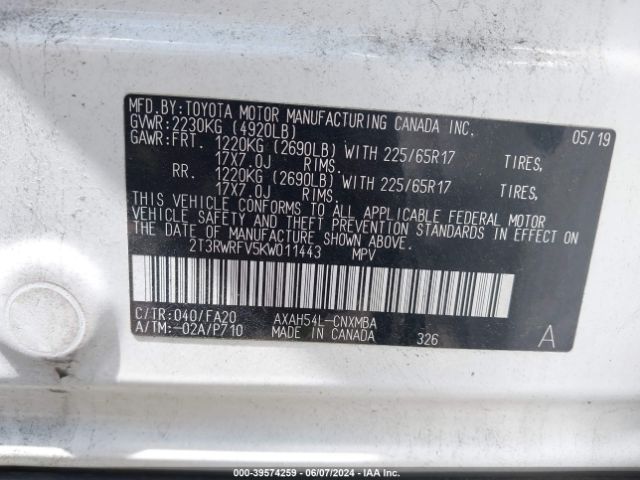 MFD.BY:TOYOTA MOTOR MANUFACTURING CANADA INC. 05/19
GVWR:2230KG (4920LB)
GAWR:FRT. 1220KG (2690LB) WITH 225/65R17 TIRES,
17X7.0J RIMS.
RR. 1220KG (2690LB) WITH 225/65R17 TIRES,
17X7.0J RIMS.
THIS VEHICLE CONFORMS TO ALL APPLICABLE FEDERAL MOTOR
VEHICLE SAFETY AND THEFT PREVENTION STANDARDS IN EFFECT ON
THE DATE OF MANUFACTURE SHOWN ABOVE.
2T3RWRFV5KW011443 MPV
C/TR:040/FA20 AXAH54L-CNXMBA
A/TM:-02A/P710 MADE IN CANADA 326 A
000-39574259 - 06/07/2024 - IAA Inc.